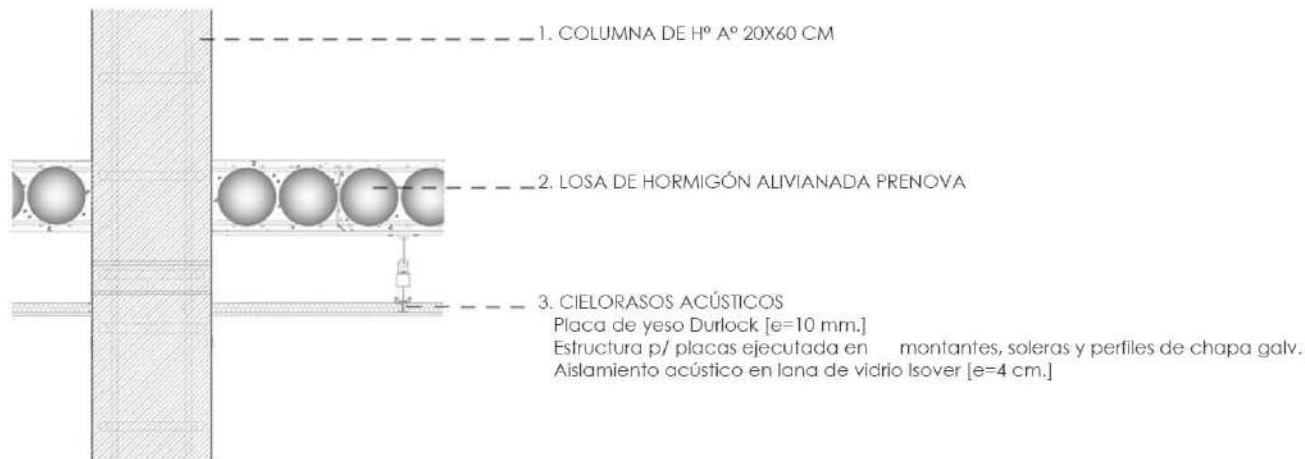 1. COLUMNA DE Hº Aº 20X60 CM
2. LOSA DE HORMIGÓN ALIVIANADA PRENOVA
3. CIELORASOS ACÚSTICOS
Placa de yeso Durlock [e=10 mm.]
Estructura p/ placas ejecutada en montantes, soleras y perfiles de chapa galv.
Aislamiento acústico en lana de vidrio Isover [e=4 cm.]